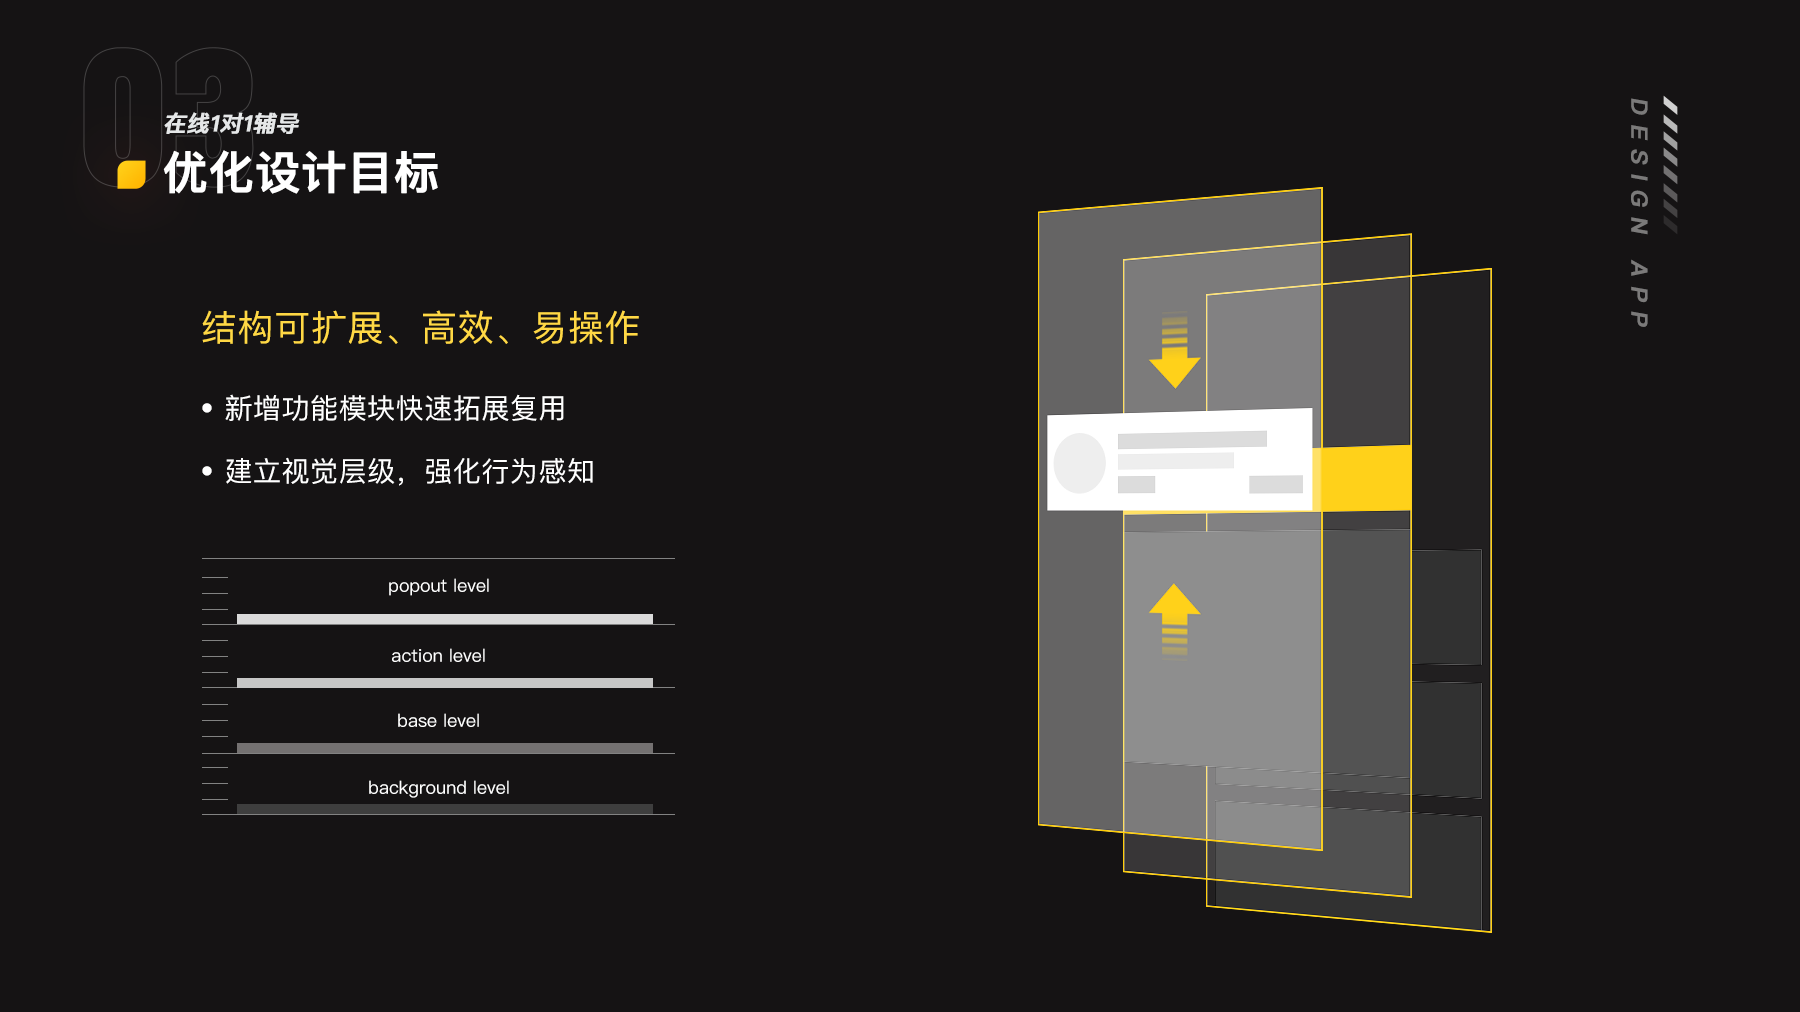 03
在线1对1辅导
优化设计目标
结构可扩展、高效、易操作
• 新增功能模块快速拓展复用
• 建立视觉层级，强化行为感知
popout level
action level
base level
background level
DESIGN APP